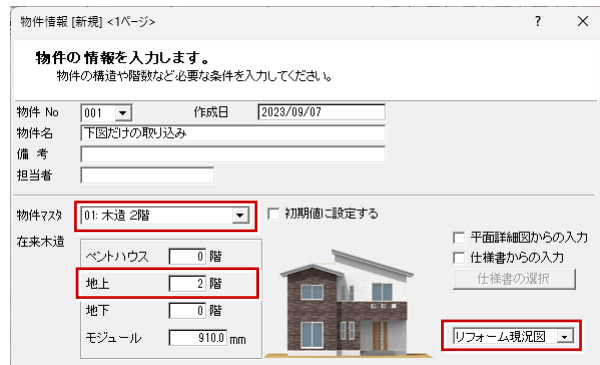 物件情報 [新規] <1ページ> ? ×
物件の情報を入力します。
物件の構造や階数など必要な条件を入力してください。
物件 No 001 作成日 2023/09/07
物件名 下図だけの取り込み
備 考
担当者
物件マスタ 01: 木造 2階 初期値に設定する
在来木造
平面詳細図からの入力
ペントハウス 0 階
仕様書からの入力
地上 2 階
仕様書の選択
地下 0 階
モジュール 910.0 mm
リフォーム現況図